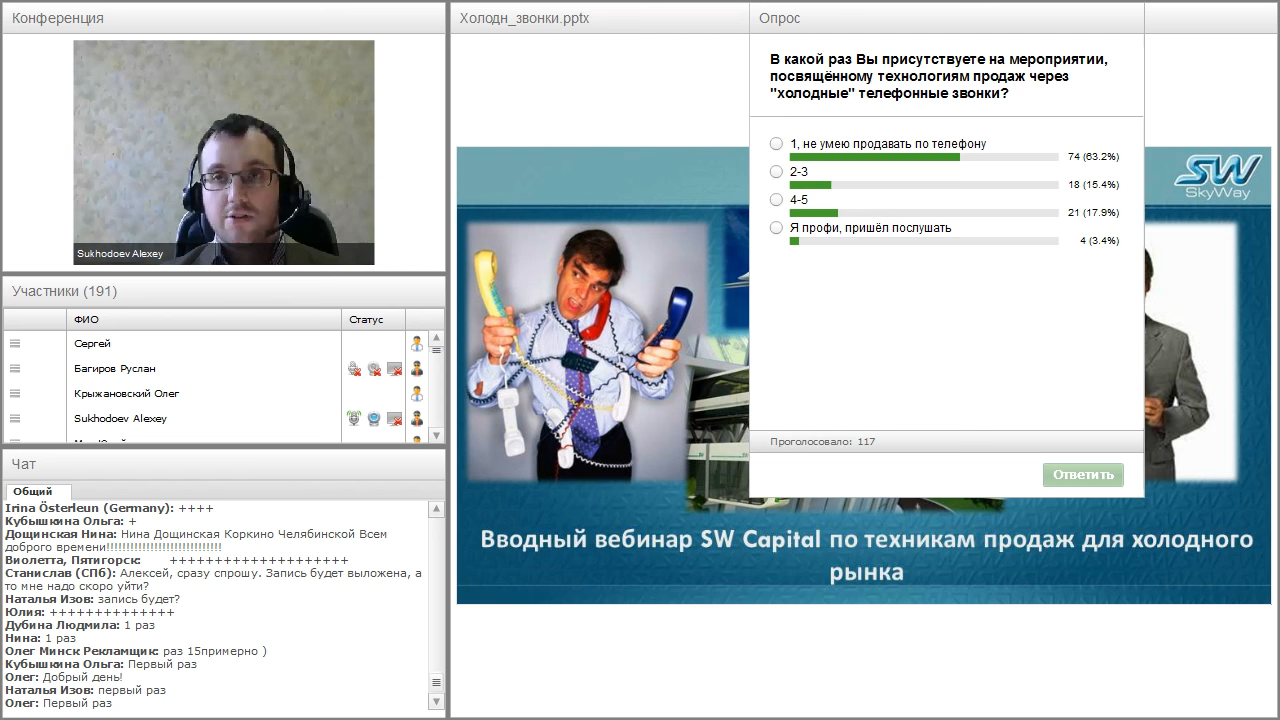 Конференция
Sukhodoev Alexey
Участники (191)
ФИО
Статус
Сергей
Багиров Руслан
Крыжановский Олег
Sukhodoev Alexey
Чат
Общий
Irina Österleun (Germany): ++++
Кубышкина Ольга: +
Дощинская Нина: Нина Дощинская Коркино Челябинской Всем
доброго времени!!!!!!!!!!!!!!!!!!!!!!!!!!!!!
Виолетта, Пятигорск: ++++++++++++++++++++
Станислав (СПб): Алексей, сразу спрошу. Запись будет выложена, а
то мне надо скоро уйти?
Наталья Изов: запись будет?
Юлия: ++++++++++++++
Дубина Людмила: 1 раз
Нина: 1 раз
Олег Минск Рекламщик: раз 15примерно )
Кубышкина Ольга: Первый раз
Олег: Добрый день!
Наталья Изов: первый раз
Олег: Первый раз
Холодн_звонки.pptx
Опрос
В какой раз Вы присутствуете на мероприятии,
посвящённому технологиям продаж через
"холодные" телефонные звонки?
1, не умею продавать по телефону
74 (63.2%)
2-3
18 (15.4%)
4-5
21 (17.9%)
Я профи, пришёл послушать
4 (3.4%)
Проголосовало: 117
Ответить
SW
SkyWay
Вводный вебинар SW Capital по техникам продаж для холодного
рынка